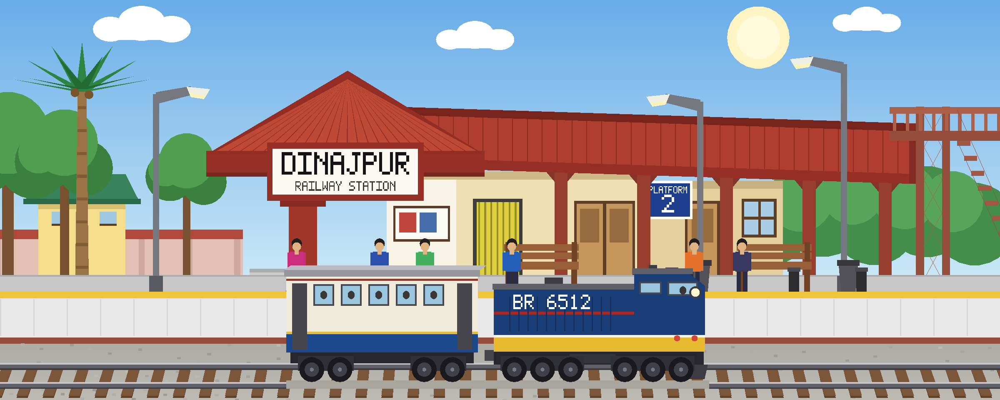 DINAJPUR
RAILWAY STATION
PLATFORM
2
BR 6512